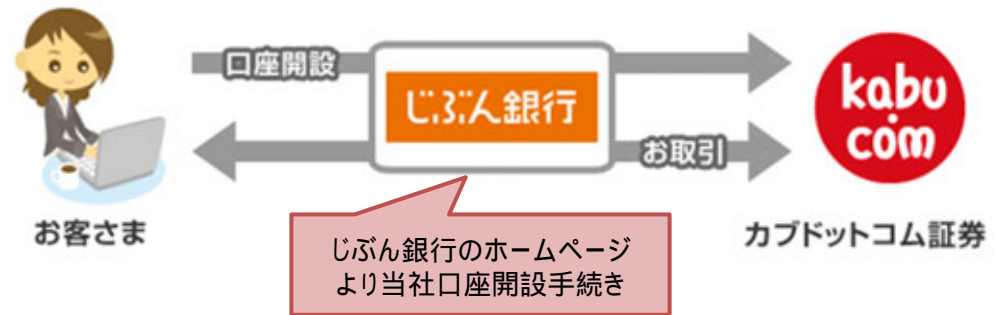 口座開設
じぶん銀行
kabu
.com
お取引
お客さま
カブドットコム証券
じぶん銀行のホームページ
より当社口座開設手続き